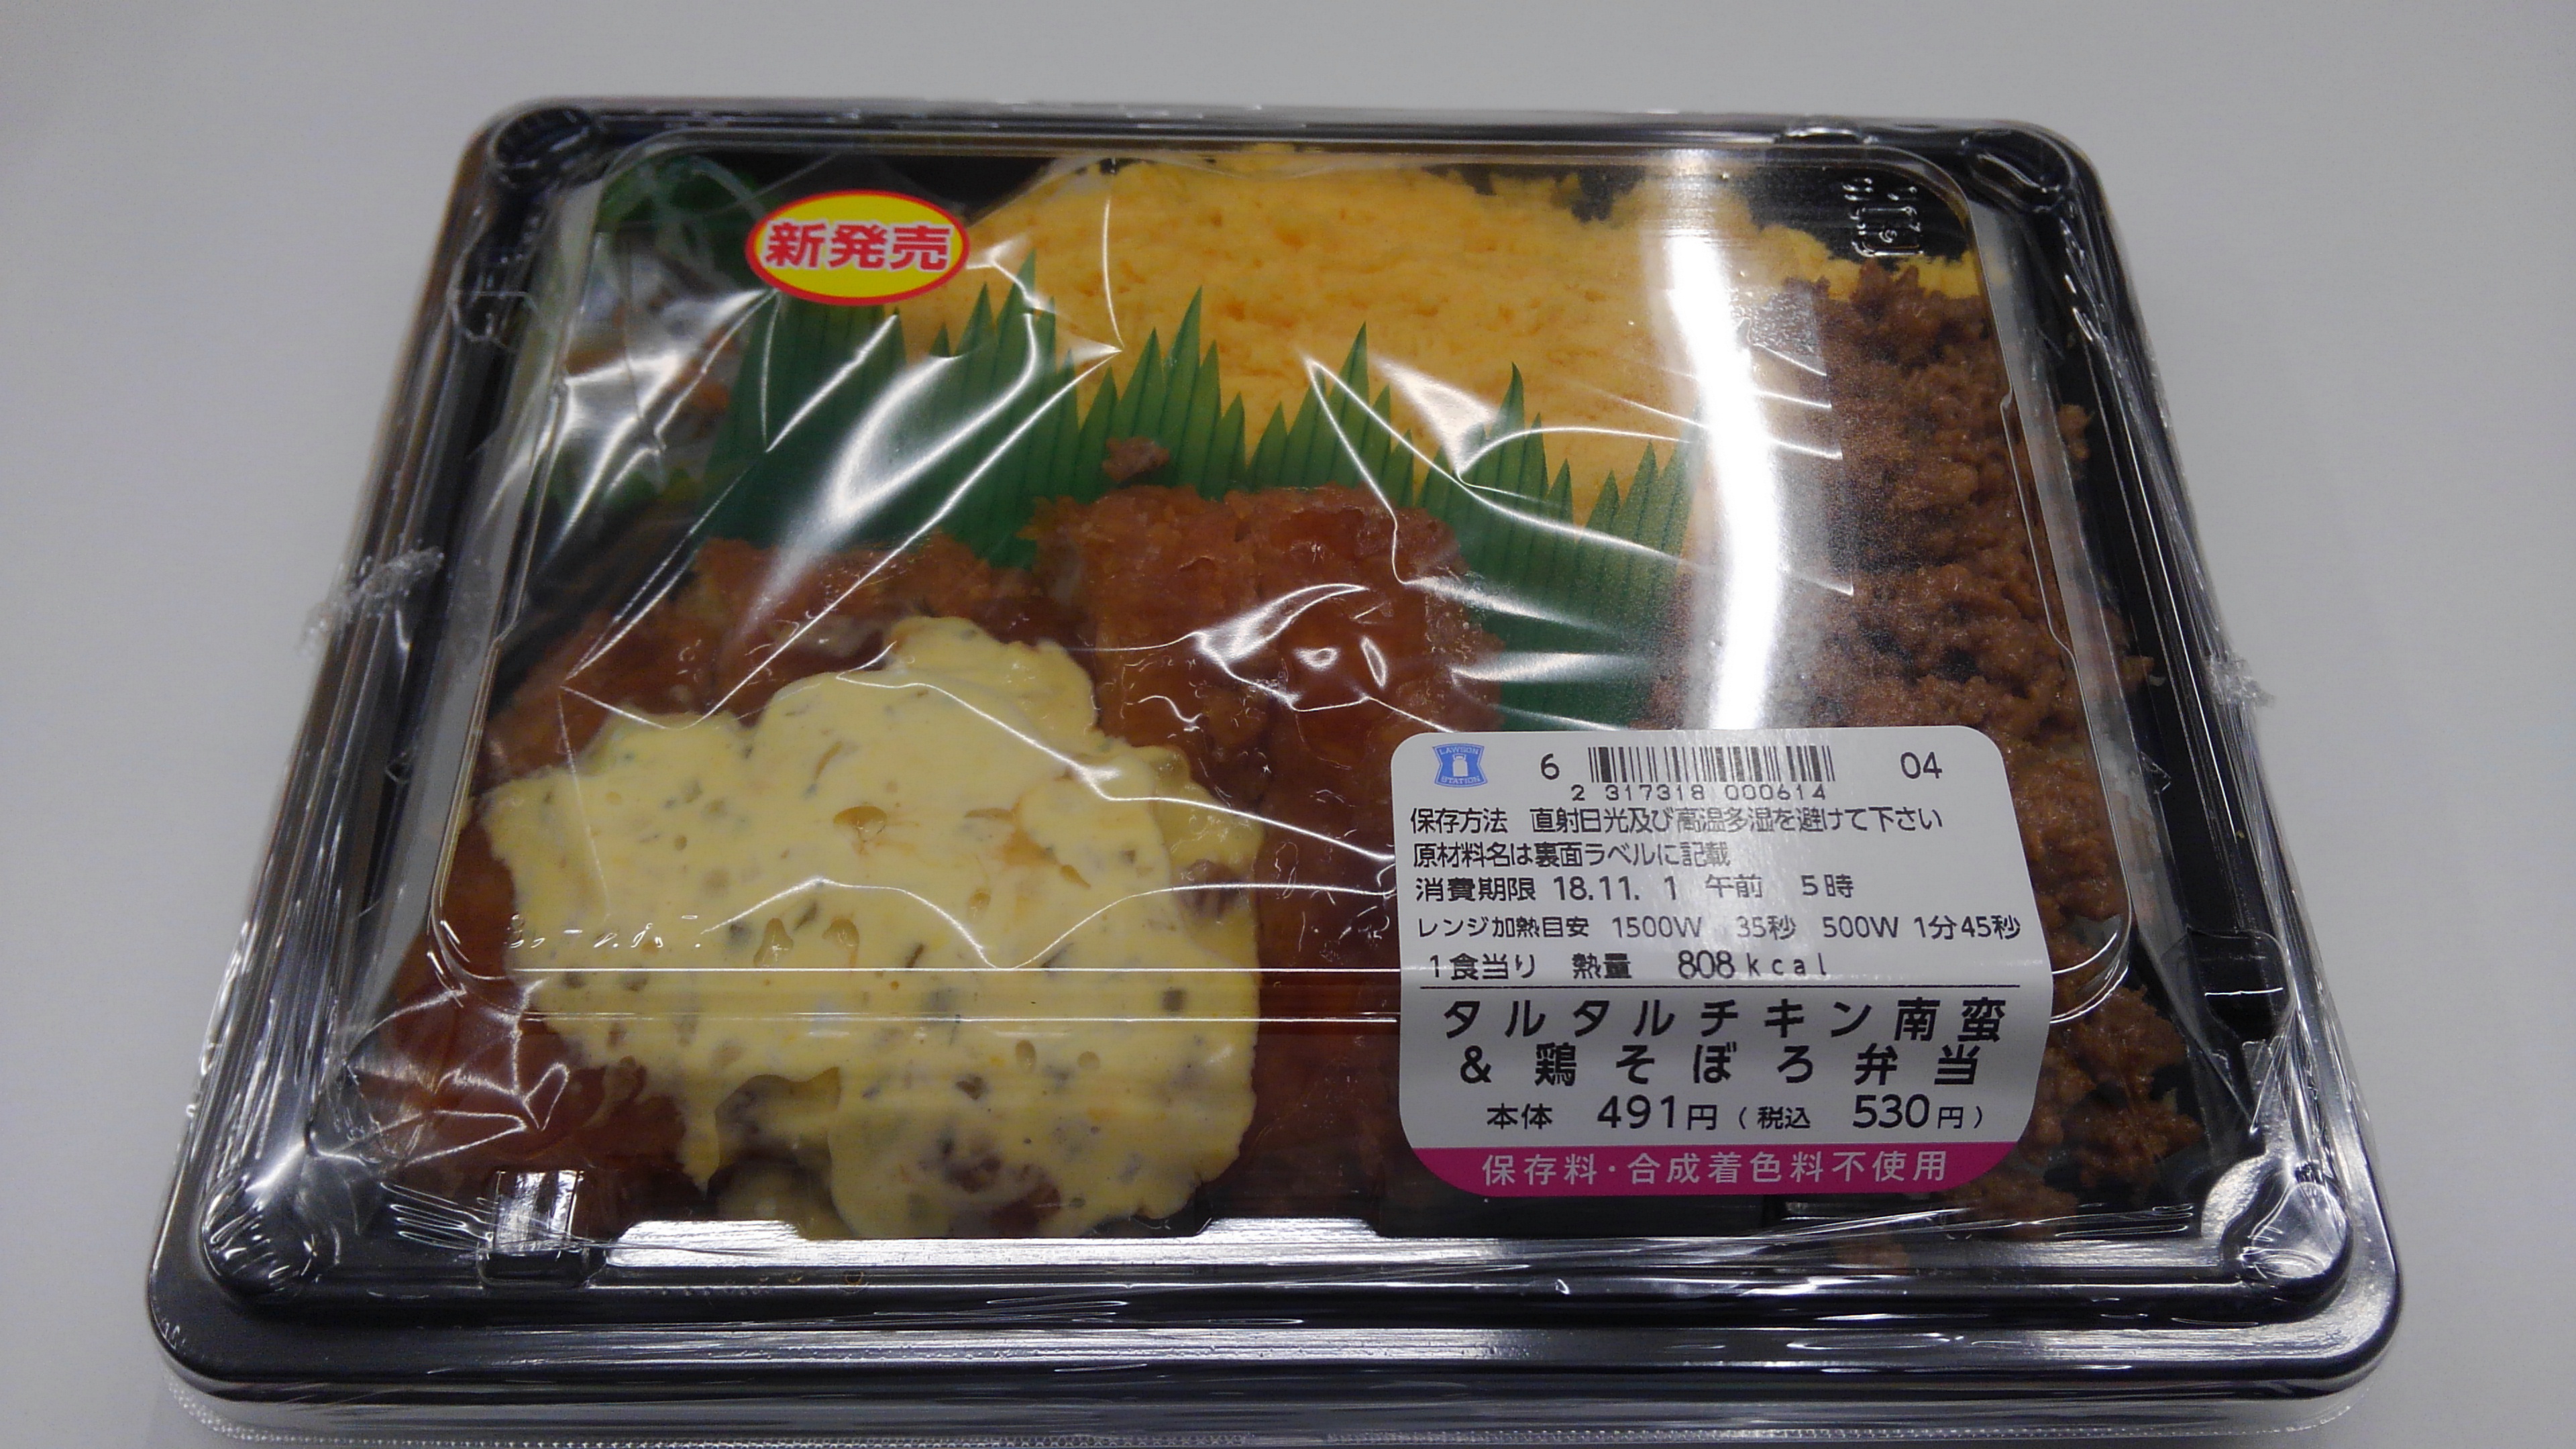 新発売
LAWSON
STATION
6 04
2 317318 000614
保存方法 直射日光及び高温多湿を避けて下さい
原材料名は裏面ラベルに記載
消費期限 18.11. 1 午前 5時
レンジ加熱目安 1500W 35秒 500W 1分45秒
1食当り 熱量 808kcal
タルタルチキン南蛮
&鶏そぼろ弁当
本体 491円(税込 530円)
保存料・合成着色料不使用